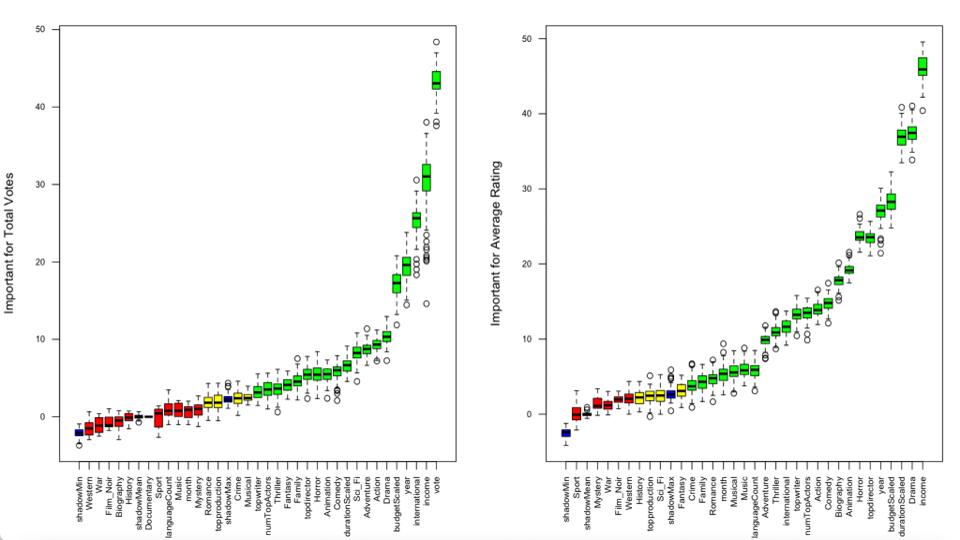 Important for Total Votes
50
40
30
20
10
0
shadowMin
Western
War
Film_Noir
Biography
History
shadowMean
Documentary
Sport
languageCount
Music
month
Mystery
Romance
topproduction
shadowMax
Crime
Musical
topwriter
numTopActors
Thriller
Fantasy
Family
topdirector
Horror
Animation
Comedy
durationScaled
Sci_Fi
Adventure
Action
Drama
budgetScaled
year
international
income
vote
Important for Average Rating
50
40
30
20
10
0
shadowMin
Sport
shadowMean
Mystery
War
Film_Noir
Western
History
topproduction
Sci_Fi
shadowMax
Fantasy
Crime
Family
Romance
month
Musical
Music
languageCount
Adventure
Thriller
international
topwriter
numTopActors
Action
Comedy
Biography
Animation
Horror
topdirector
year
budgetScaled
durationScaled
Drama
income